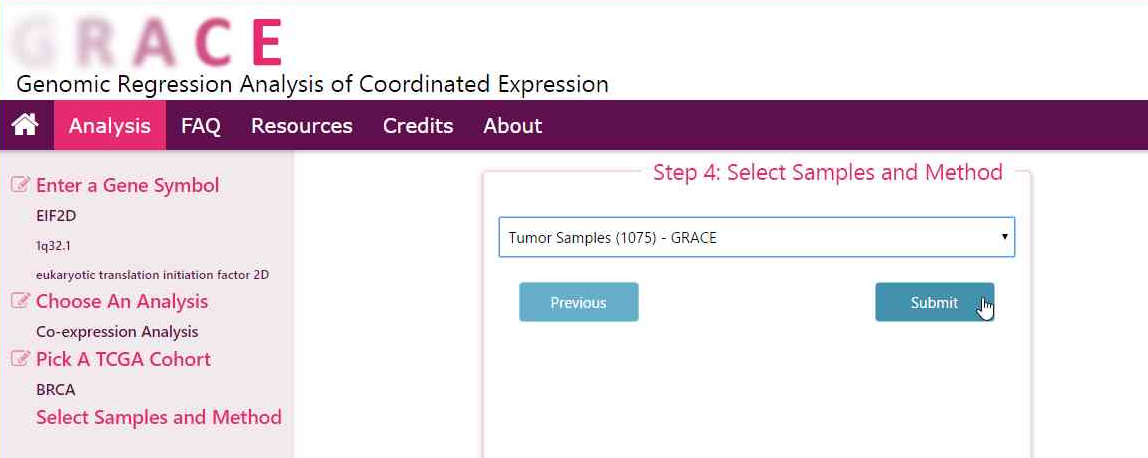 GRACE
Genomic Regression Analysis of Coordinated Expression
Analysis FAQ Resources Credits About
Enter a Gene Symbol
EIF2D
1q32.1
eukaryotic translation initiation factor 2D
Choose An Analysis
Co-expression Analysis
Pick A TCGA Cohort
BRCA
Select Samples and Method
Step 4: Select Samples and Method
Tumor Samples (1075) - GRACE
Previous Submit